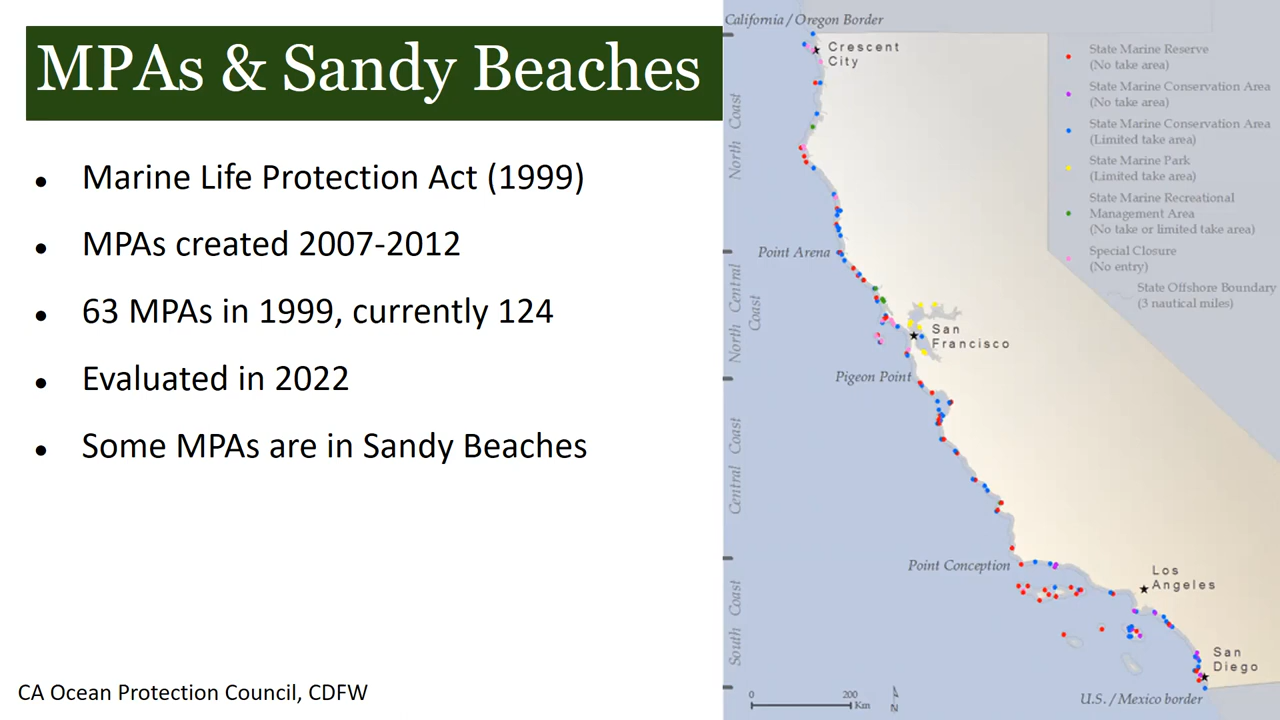 MPAs & Sandy Beaches
• Marine Life Protection Act (1999)
• MPAs created 2007-2012
• 63 MPAs in 1999, currently 124
• Evaluated in 2022
• Some MPAs are in Sandy Beaches
CA Ocean Protection Council, CDFW
California / Oregon Border
Crescent
City
North Coast
Point Arena
North Central
Coast
San
Francisco
Pigeon Point
Central Coast
Point Conception
Los
Angeles
South Coast
San
Diego
U.S. / Mexico border
0 200
Km
N
State Marine Reserve
(No take area)
State Marine Conservation Area
(No take area)
State Marine Conservation Area
(Limited take area)
State Marine Park
(Limited take area)
State Marine Recreational
Management Area
(No take or limited take area)
Special Closure
(No entry)
State Offshore Boundary
(3 nautical miles)